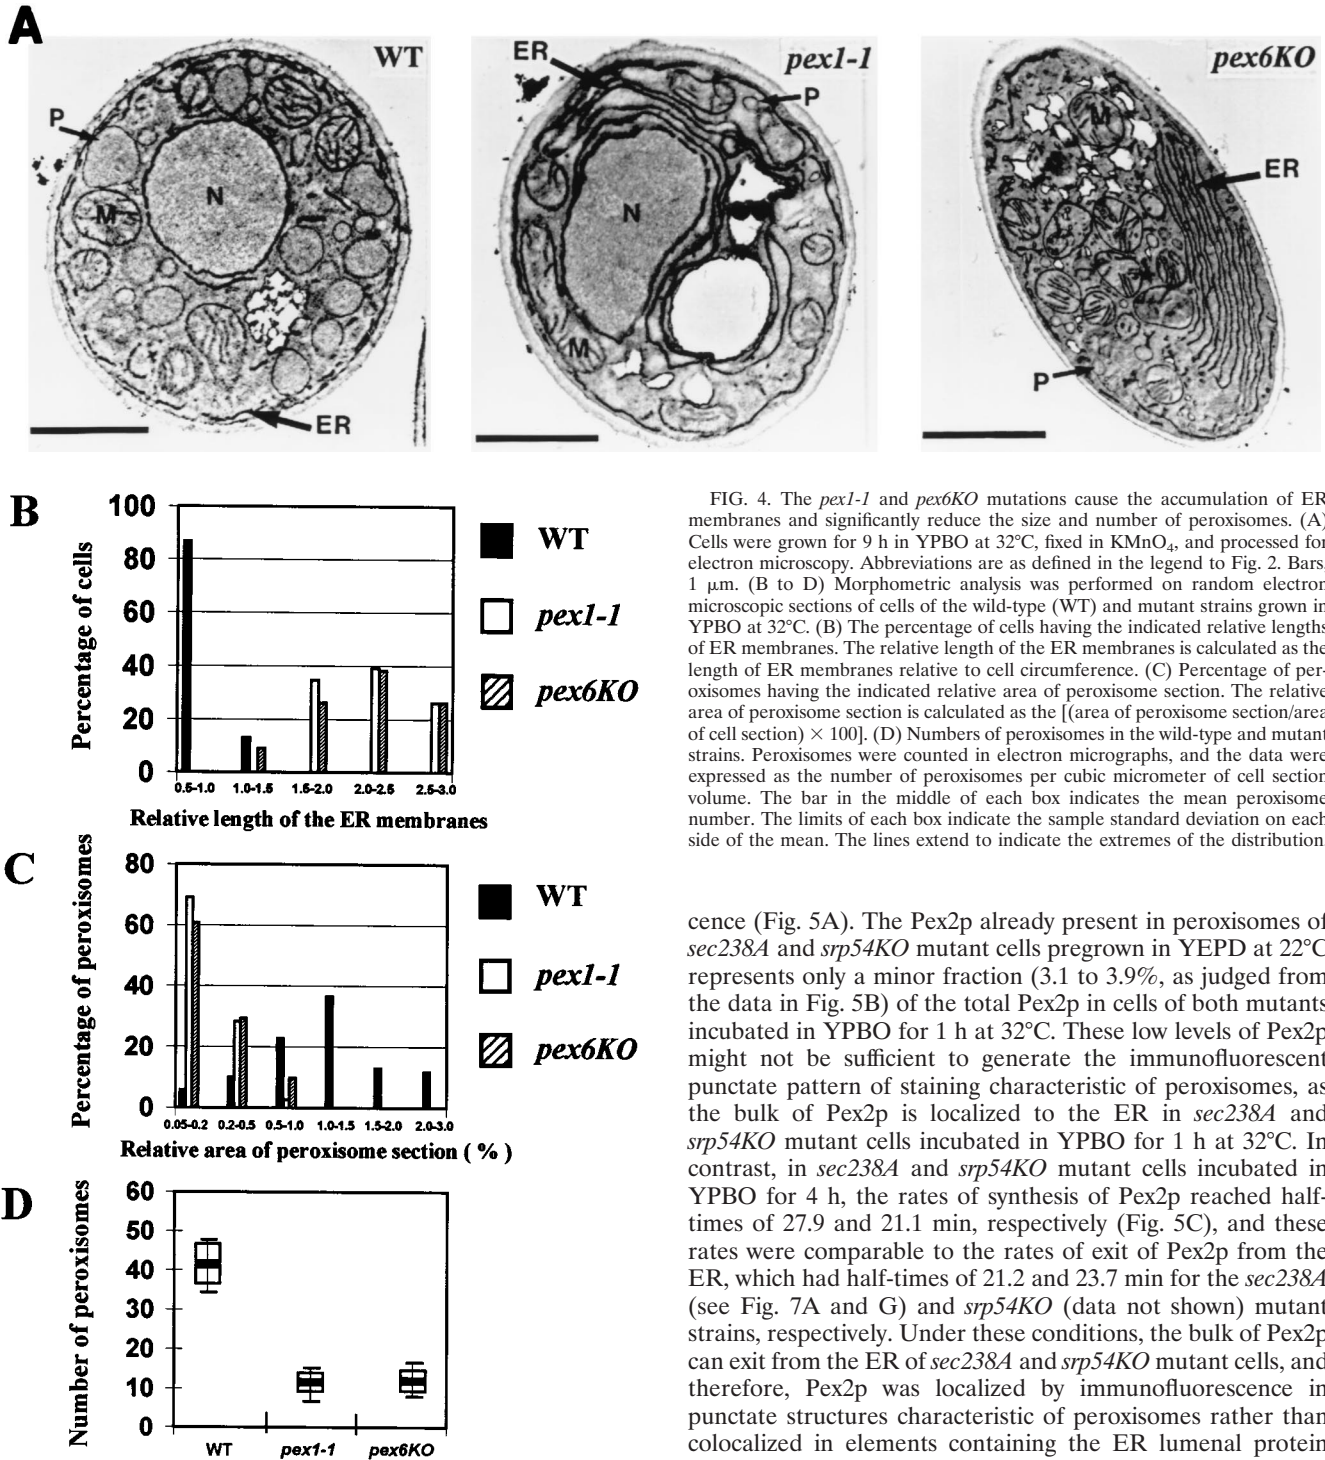 A
WT
P
N
M
ER
ER
pex1-1
P
N
M
pex6KO
M
ER
P
B
100
80
60
40
20
0
Percentage of cells
0.5-1.0 1.0-1.5 1.5-2.0 2.0-2.5 2.5-3.0
Relative length of the ER membranes
WT
pex1-1
pex6KO
C
80
60
40
20
0
Percentage of peroxisomes
0.05-0.2 0.2-0.5 0.5-1.0 1.0-1.5 1.5-2.0 2.0-3.0
Relative area of peroxisome section ( % )
WT
pex1-1
pex6KO
D
60
50
40
30
20
10
0
Number of peroxisomes
WT pex1-1 pex6KO
FIG. 4. The pex1-1 and pex6KO mutations cause the accumulation of ER
membranes and significantly reduce the size and number of peroxisomes. (A)
Cells were grown for 9 h in YPBO at 32°C, fixed in KMnO₄, and processed for
electron microscopy. Abbreviations are as defined in the legend to Fig. 2. Bars,
1 μm. (B to D) Morphometric analysis was performed on random electron
microscopic sections of cells of the wild-type (WT) and mutant strains grown in
YPBO at 32°C. (B) The percentage of cells having the indicated relative lengths
of ER membranes. The relative length of the ER membranes is calculated as the
length of ER membranes relative to cell circumference. (C) Percentage of per-
oxisomes having the indicated relative area of peroxisome section. The relative
area of peroxisome section is calculated as the [(area of peroxisome section/area
of cell section) × 100]. (D) Numbers of peroxisomes in the wild-type and mutant
strains. Peroxisomes were counted in electron micrographs, and the data were
expressed as the number of peroxisomes per cubic micrometer of cell section
volume. The bar in the middle of each box indicates the mean peroxisome
number. The limits of each box indicate the sample standard deviation on each
side of the mean. The lines extend to indicate the extremes of the distribution.
cence (Fig. 5A). The Pex2p already present in peroxisomes of
sec238A and srp54KO mutant cells pregrown in YEPD at 22°C
represents only a minor fraction (3.1 to 3.9%, as judged from
the data in Fig. 5B) of the total Pex2p in cells of both mutants
incubated in YPBO for 1 h at 32°C. These low levels of Pex2p
might not be sufficient to generate the immunofluorescent
punctate pattern of staining characteristic of peroxisomes, as
the bulk of Pex2p is localized to the ER in sec238A and
srp54KO mutant cells incubated in YPBO for 1 h at 32°C. In
contrast, in sec238A and srp54KO mutant cells incubated in
YPBO for 4 h, the rates of synthesis of Pex2p reached half-
times of 27.9 and 21.1 min, respectively (Fig. 5C), and these
rates were comparable to the rates of exit of Pex2p from the
ER, which had half-times of 21.2 and 23.7 min for the sec238A
(see Fig. 7A and G) and srp54KO (data not shown) mutant
strains, respectively. Under these conditions, the bulk of Pex2p
can exit from the ER of sec238A and srp54KO mutant cells, and
therefore, Pex2p was localized by immunofluorescence in
punctate structures characteristic of peroxisomes rather than
colocalized in elements containing the ER lumenal protein